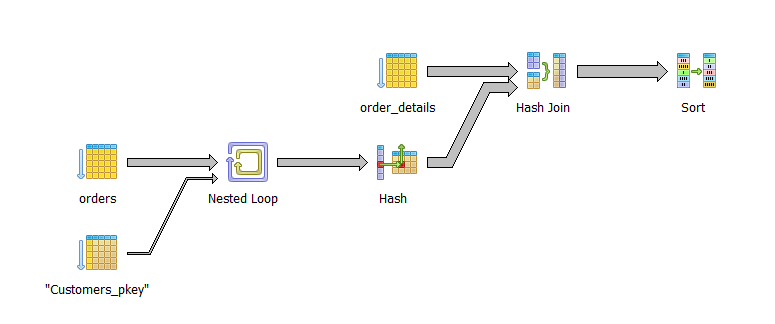 order_details
Hash Join
Sort
orders
Nested Loop
Hash
"Customers_pkey"